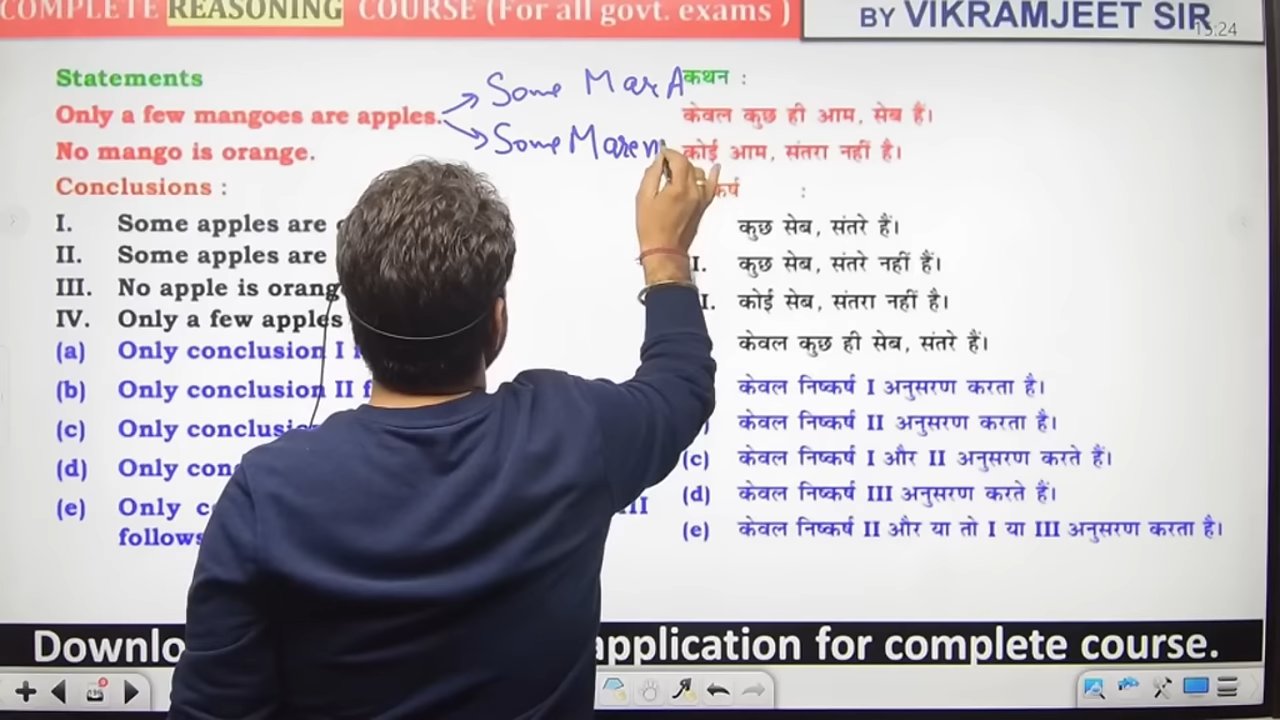 COMPLETE REASONING COURSE (For all govt. exams )
BY VIKRAMJEET SIR
15:24
Statements
Only a few mangoes are apples.
No mango is orange.
Conclusions :
I. Some apples are
II. Some apples are
III. No apple is orang
IV. Only a few apples
(a) Only conclusion I
(b) Only conclusion II f
(c) Only conclusi
(d) Only con
(e) Only c III
follows
Some M are A
Some M are n
कथन :
केवल कुछ ही आम, सेब हैं।
कोई आम, संतरा नहीं है।
कर्ष :
कुछ सेब, संतरे हैं।
I. कुछ सेब, संतरे नहीं हैं।
I. कोई सेब, संतरा नहीं है।
केवल कुछ ही सेब, संतरे हैं।
केवल निष्कर्ष I अनुसरण करता है।
) केवल निष्कर्ष II अनुसरण करता है।
(c) केवल निष्कर्ष I और II अनुसरण करते हैं।
(d) केवल निष्कर्ष III अनुसरण करते हैं।
(e) केवल निष्कर्ष II और या तो I या III अनुसरण करता है।
Downlo application for complete course.